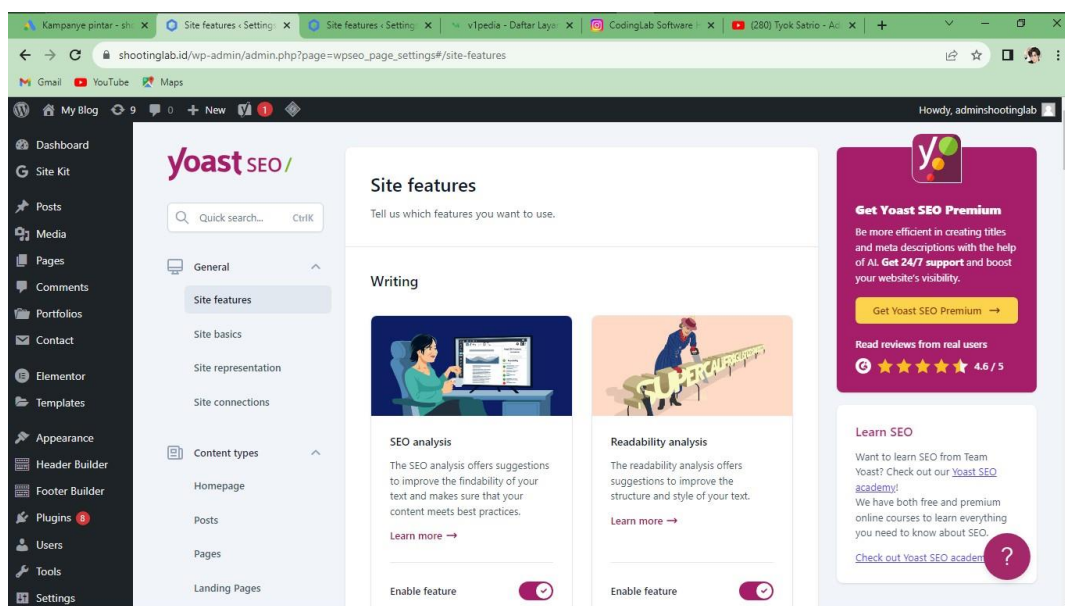 Kampanye pintar - sho
Site features ‹ Settings
Site features ‹ Settings
v1pedia - Daftar Layan
CodingLab Software H
(280) Tyok Satrio - Ad
shootinglab.id/wp-admin/admin.php?page=wpseo_page_settings#/site-features
Gmail YouTube Maps
My Blog 9 0 + New 1
Howdy, adminshootinglab
Dashboard
Site Kit
Posts
Media
Pages
Comments
Portfolios
Contact
Elementor
Templates
Appearance
Header Builder
Footer Builder
Plugins 8
Users
Tools
Settings
yoast SEO/
Quick search... CtrlK
General
Site features
Site basics
Site representation
Site connections
Content types
Homepage
Posts
Pages
Landing Pages
Site features
Tell us which features you want to use.
Writing
SUPERCALIFRAGI
SEO analysis
The SEO analysis offers suggestions
to improve the findability of your
text and makes sure that your
content meets best practices.
Learn more →
Enable feature
Readability analysis
The readability analysis offers
suggestions to improve the
structure and style of your text.
Learn more →
Enable feature
y
Get Yoast SEO Premium
Be more efficient in creating titles
and meta descriptions with the help
of AI. Get 24/7 support and boost
your website's visibility.
Get Yoast SEO Premium →
Read reviews from real users
4.6 / 5
Learn SEO
Want to learn SEO from Team
Yoast? Check out our Yoast SEO
academy!
We have both free and premium
online courses to learn everything
you need to know about SEO.
Check out Yoast SEO academ
?